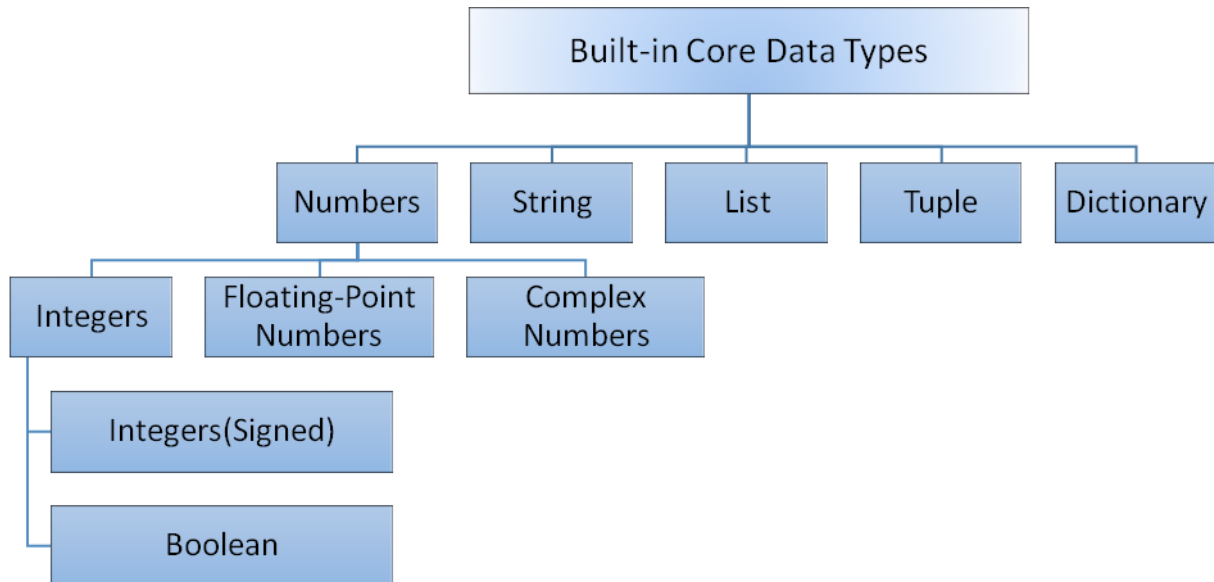 Built-in Core Data Types
Numbers
String
List
Tuple
Dictionary
Integers
Floating-Point
Numbers
Complex
Numbers
Integers(Signed)
Boolean